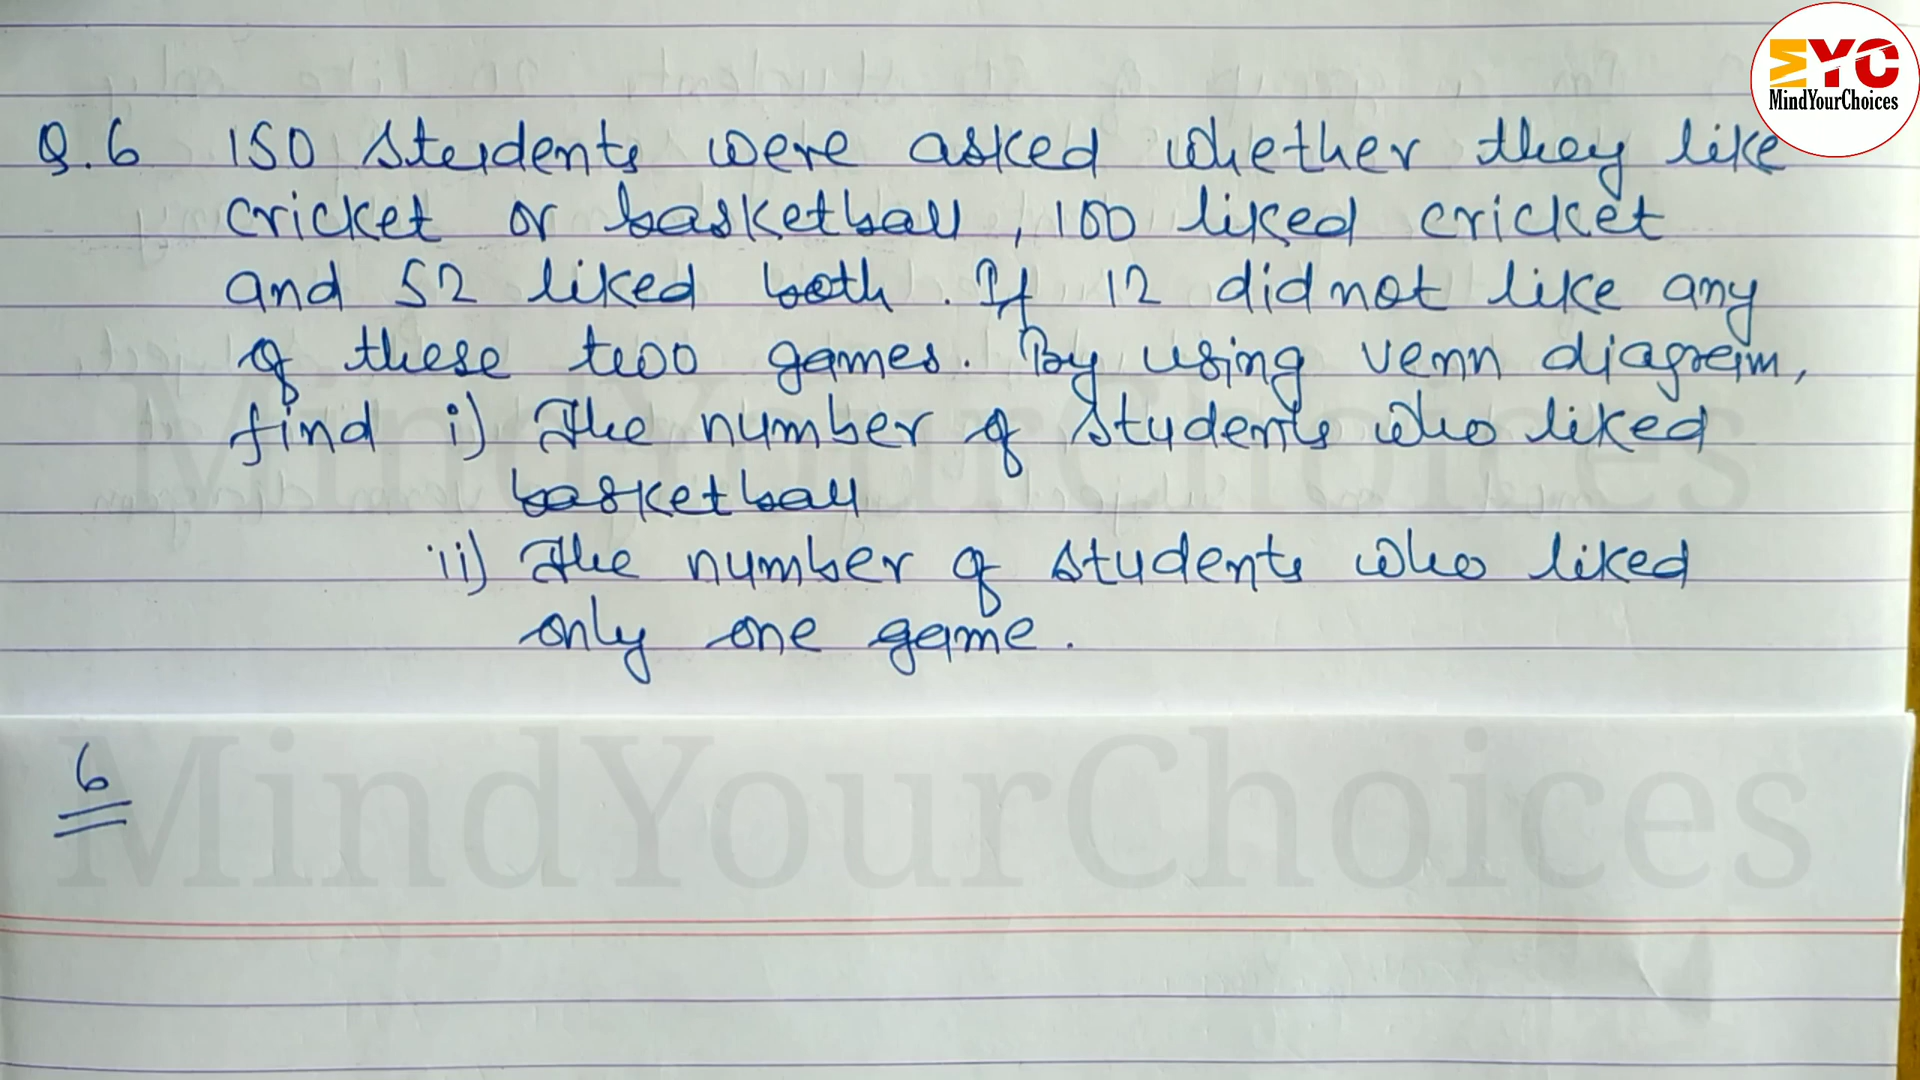 MYC
MindYourChoices
Q.6 150 students were asked whether they like
cricket or basketball, 100 liked cricket
and 52 liked both. If 12 did not like any
of these two games. By using venn diagram,
find i) The number of students who liked
basketball
ii) The number of students who liked
only one game.
MindYourChoices
6
MindYourChoices